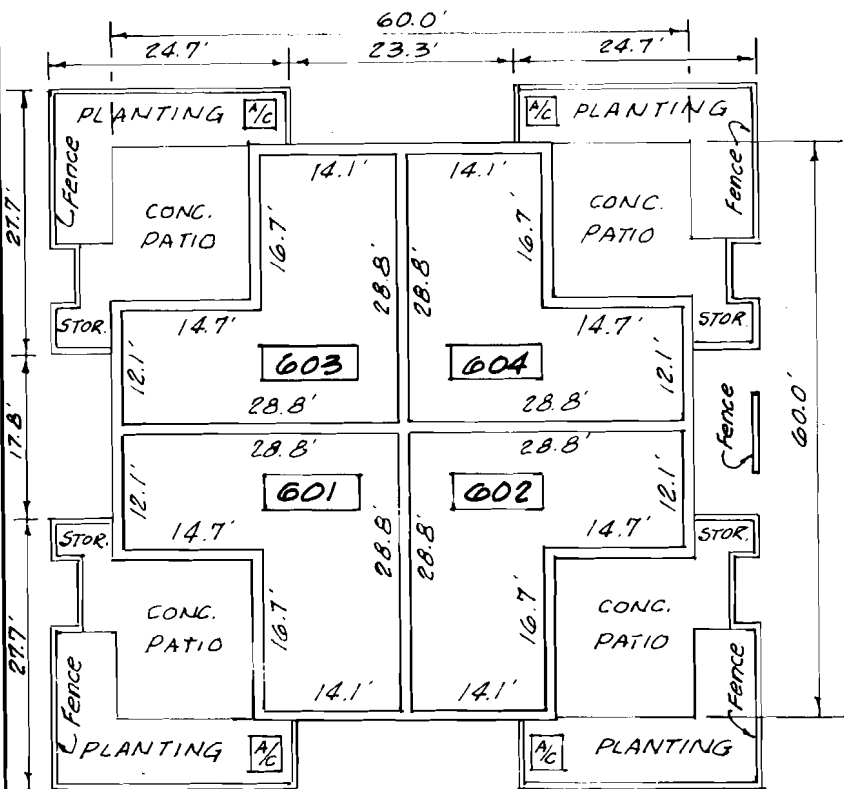 60.0'
24.7' 23.3' 24.7'
PLANTING A/C A/C PLANTING
Fence Fence
14.1' 14.1'
27.7'
CONC. PATIO
CONC. PATIO
16.7' 16.7'
28.8' 28.8'
STOR. 14.7' 14.7' STOR.
12.1' 603 604 12.1'
28.8' 28.8'
17.8' Fence 60.0'
28.8' 28.8'
12.1' 601 602 12.1'
STOR. 14.7' 14.7' STOR.
28.8' 28.8'
CONC. PATIO
CONC. PATIO
16.7' 16.7'
27.7'
Fence Fence
14.1' 14.1'
PLANTING A/C A/C PLANTING